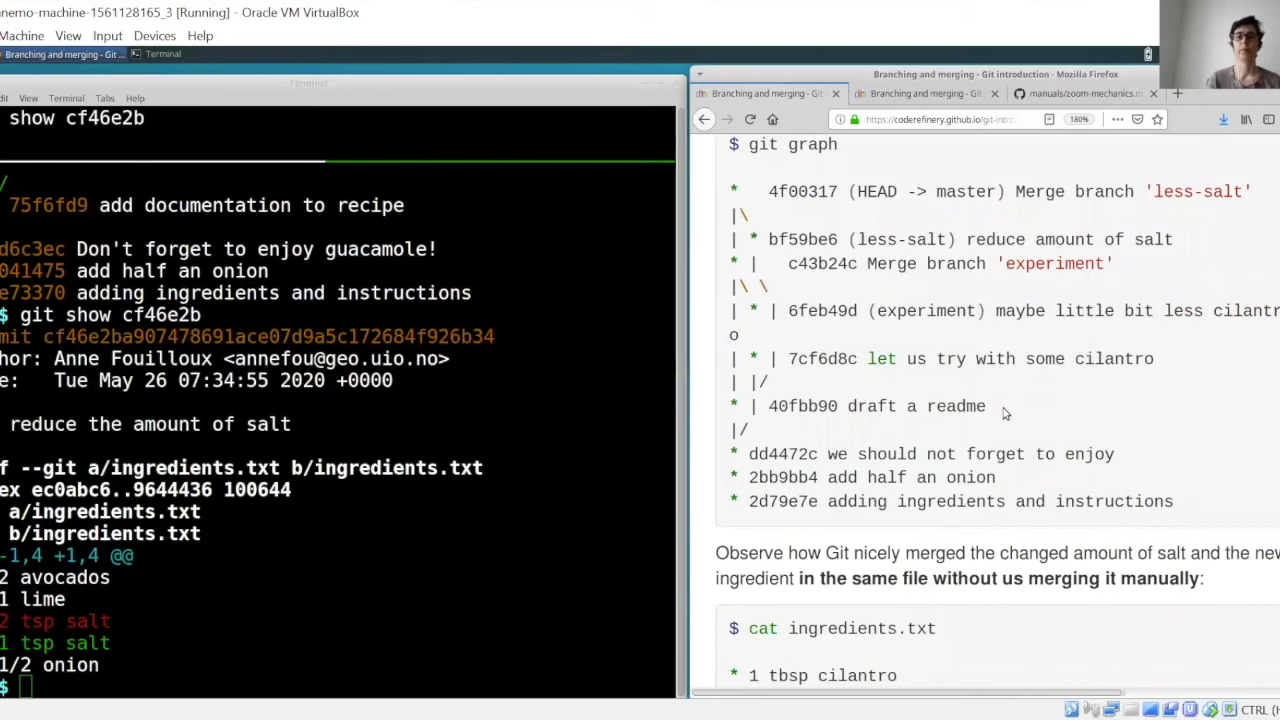 nemo-machine-1561128165_3 [Running] - Oracle VM VirtualBox
Machine View Input Devices Help
Branching and merging - Git ... Terminal
Terminal
dit View Terminal Tabs Help
show cf46e2b
/
75f6fd9 add documentation to recipe
d6c3ec Don't forget to enjoy guacamole!
041475 add half an onion
e73370 adding ingredients and instructions
$ git show cf46e2b
mit cf46e2ba907478691ace07d9a5c172684f926b34
hor: Anne Fouilloux <annefou@geo.uio.no>
e: Tue May 26 07:34:55 2020 +0000
reduce the amount of salt
f --git a/ingredients.txt b/ingredients.txt
ex ec0abc6..9644436 100644
a/ingredients.txt
b/ingredients.txt
-1,4 +1,4 @@
2 avocados
1 lime
2 tsp salt
1 tsp salt
1/2 onion
$
Branching and merging - Git introduction - Mozilla Firefox
Branching and merging - Git Branching and merging - Git manuals/zoom-mechanics.m
https://coderefinery.github.io/git-intro 180%
$ git graph
* 4f00317 (HEAD -> master) Merge branch 'less-salt'
|\
| * bf59be6 (less-salt) reduce amount of salt
* | c43b24c Merge branch 'experiment'
|\ \
| * | 6feb49d (experiment) maybe little bit less cilantr
o
| * | 7cf6d8c let us try with some cilantro
| |/
* | 40fbb90 draft a readme
|/
* dd4472c we should not forget to enjoy
* 2bb9bb4 add half an onion
* 2d79e7e adding ingredients and instructions
Observe how Git nicely merged the changed amount of salt and the new
ingredient in the same file without us merging it manually:
$ cat ingredients.txt
* 1 tbsp cilantro
CTRL (H